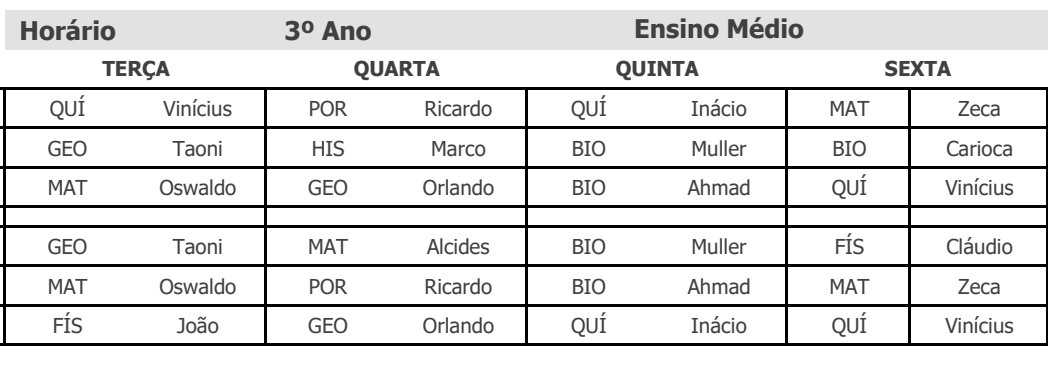 Horário 3º Ano Ensino Médio
TERÇA QUARTA QUINTA SEXTA
QUÍ Vinícius POR Ricardo QUÍ Inácio MAT Zeca
GEO Taoni HIS Marco BIO Muller BIO Carioca
MAT Oswaldo GEO Orlando BIO Ahmad QUÍ Vinícius
GEO Taoni MAT Alcides BIO Muller FÍS Cláudio
MAT Oswaldo POR Ricardo BIO Ahmad MAT Zeca
FÍS João GEO Orlando QUÍ Inácio QUÍ Vinícius